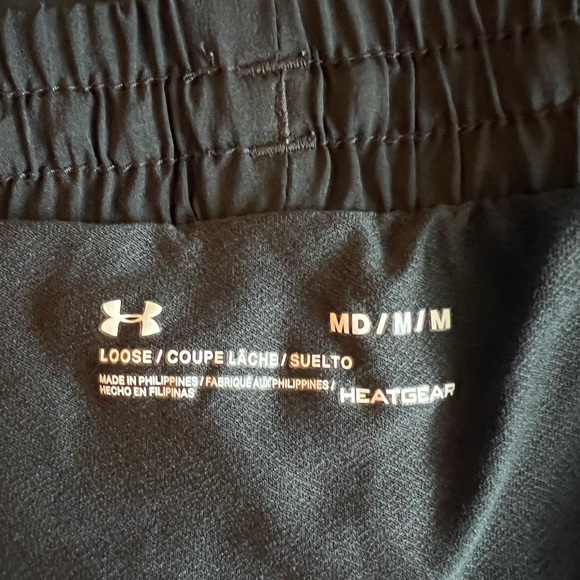 MD/M/M
LOOSE / COUPE LÂCHE / SUELTO
MADE IN PHILIPPINES / FABRIQUÉ AUX PHILIPPINES /
HECHO EN FILIPINAS
HEATGEAR